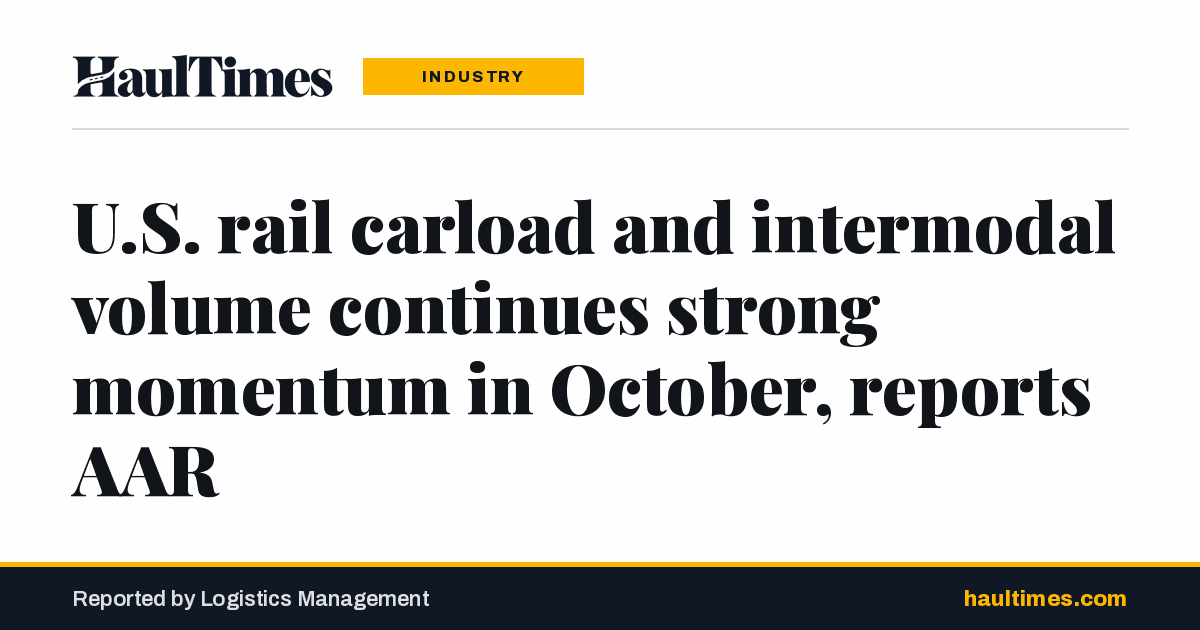 HaulTimes
INDUSTRY
U.S. rail carload and intermodal
volume continues strong
momentum in October, reports
AAR
Reported by Logistics Management
haultimes.com